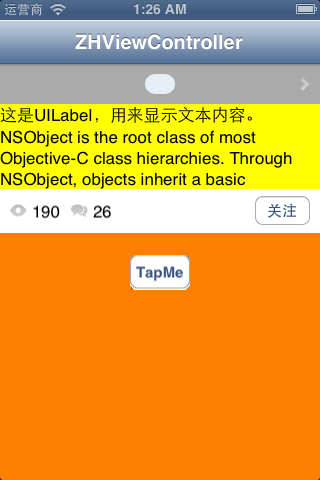 运营商 1:26 AM
ZHViewController
这是UILabel，用来显示文本内容。
NSObject is the root class of most
Objective-C class hierarchies. Through
NSObject, objects inherit a basic
190 26 关注
TapMe